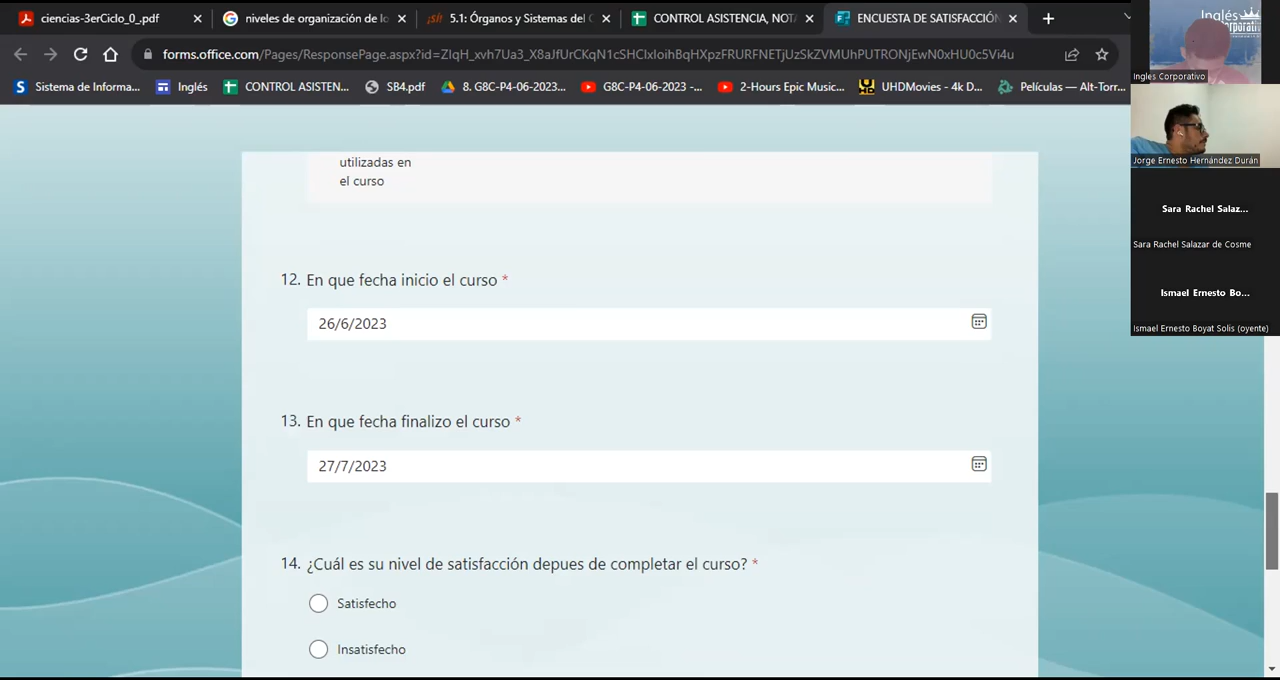 ciencias-3erCiclo_0_.pdf
niveles de organización de lo
5.1: Órganos y Sistemas del C
CONTROL ASISTENCIA, NOTA
ENCUESTA DE SATISFACCIÓN
forms.office.com/Pages/ResponsePage.aspx?id=ZIqH_xvh7Ua3_X8aJfUrCKqN1cSHCIxIoihBqHXpzFRURFNETjUzSkZVMUhPUTRONjEwN0xHU0c5Vi4u
Sistema de Informa...
Inglés
CONTROL ASISTEN...
SB4.pdf
8. G8C-P4-06-2023...
G8C-P4-06-2023 -...
2-Hours Epic Music...
UHDMovies - 4k D...
Películas — Alt-Torr...
Inglés
Ingles Corporativo
Jorge Ernesto Hernández Durán
Sara Rachel Salaz...
Sara Rachel Salazar de Cosme
Ismael Ernesto Bo...
Ismael Ernesto Boyat Solis (oyente)
utilizadas en
el curso
12. En que fecha inicio el curso *
26/6/2023
13. En que fecha finalizo el curso *
27/7/2023
14. ¿Cuál es su nivel de satisfacción depues de completar el curso? *
Satisfecho
Insatisfecho